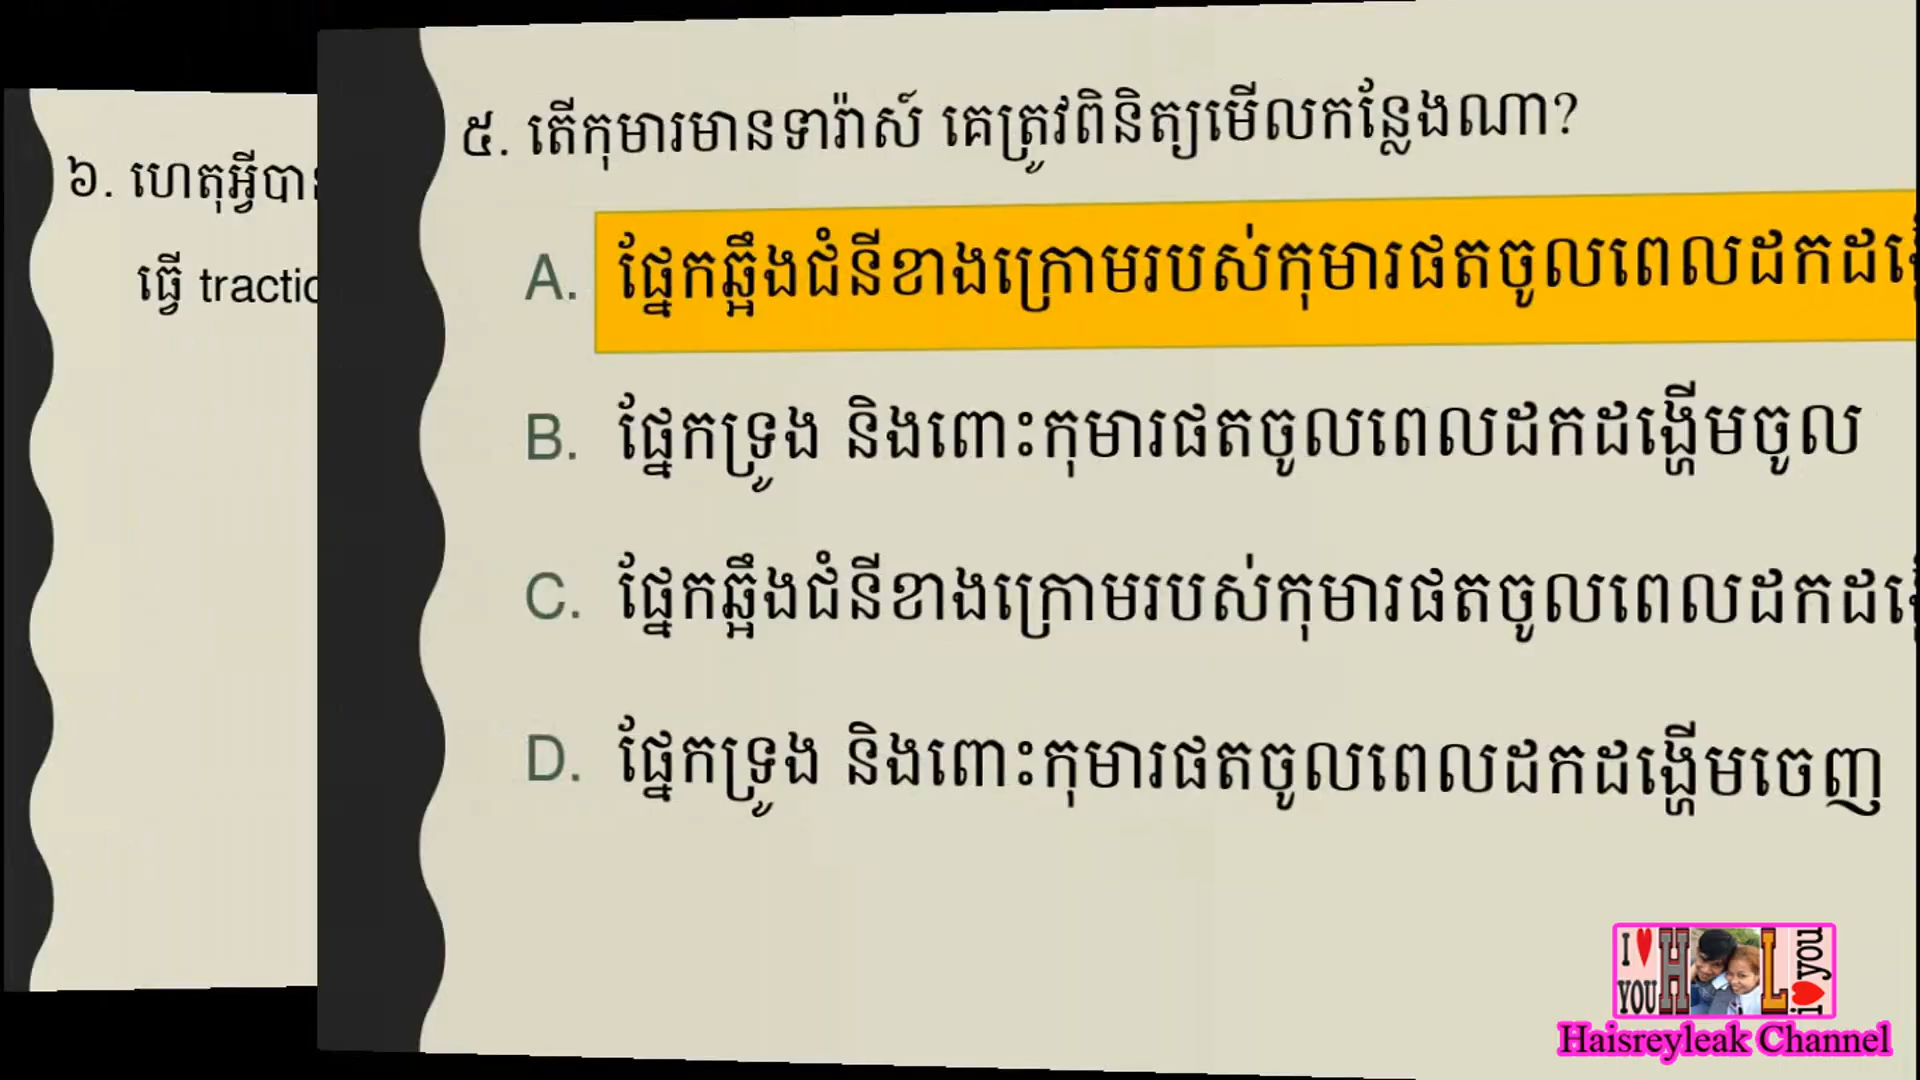 ៦. ហេតុអ្វីបាន
ធ្វើ tractio
៥. តើកុមារមានទារ៉ាស៍ គេត្រូវពិនិត្យមើលកន្លែងណា?
A. ផ្នែកឆ្អឹងជំនីខាងក្រោមរបស់កុមារផតចូលពេលដកដង្ហើ
B. ផ្នែកទ្រូង និងពោះកុមារផតចូលពេលដកដង្ហើមចូល
C. ផ្នែកឆ្អឹងជំនីខាងក្រោមរបស់កុមារផតចូលពេលដកដង្ហើ
D. ផ្នែកទ្រូង និងពោះកុមារផតចូលពេលដកដង្ហើមចេញ
I ♥ YOU H L i ♥ you
Haisreyleak Channel